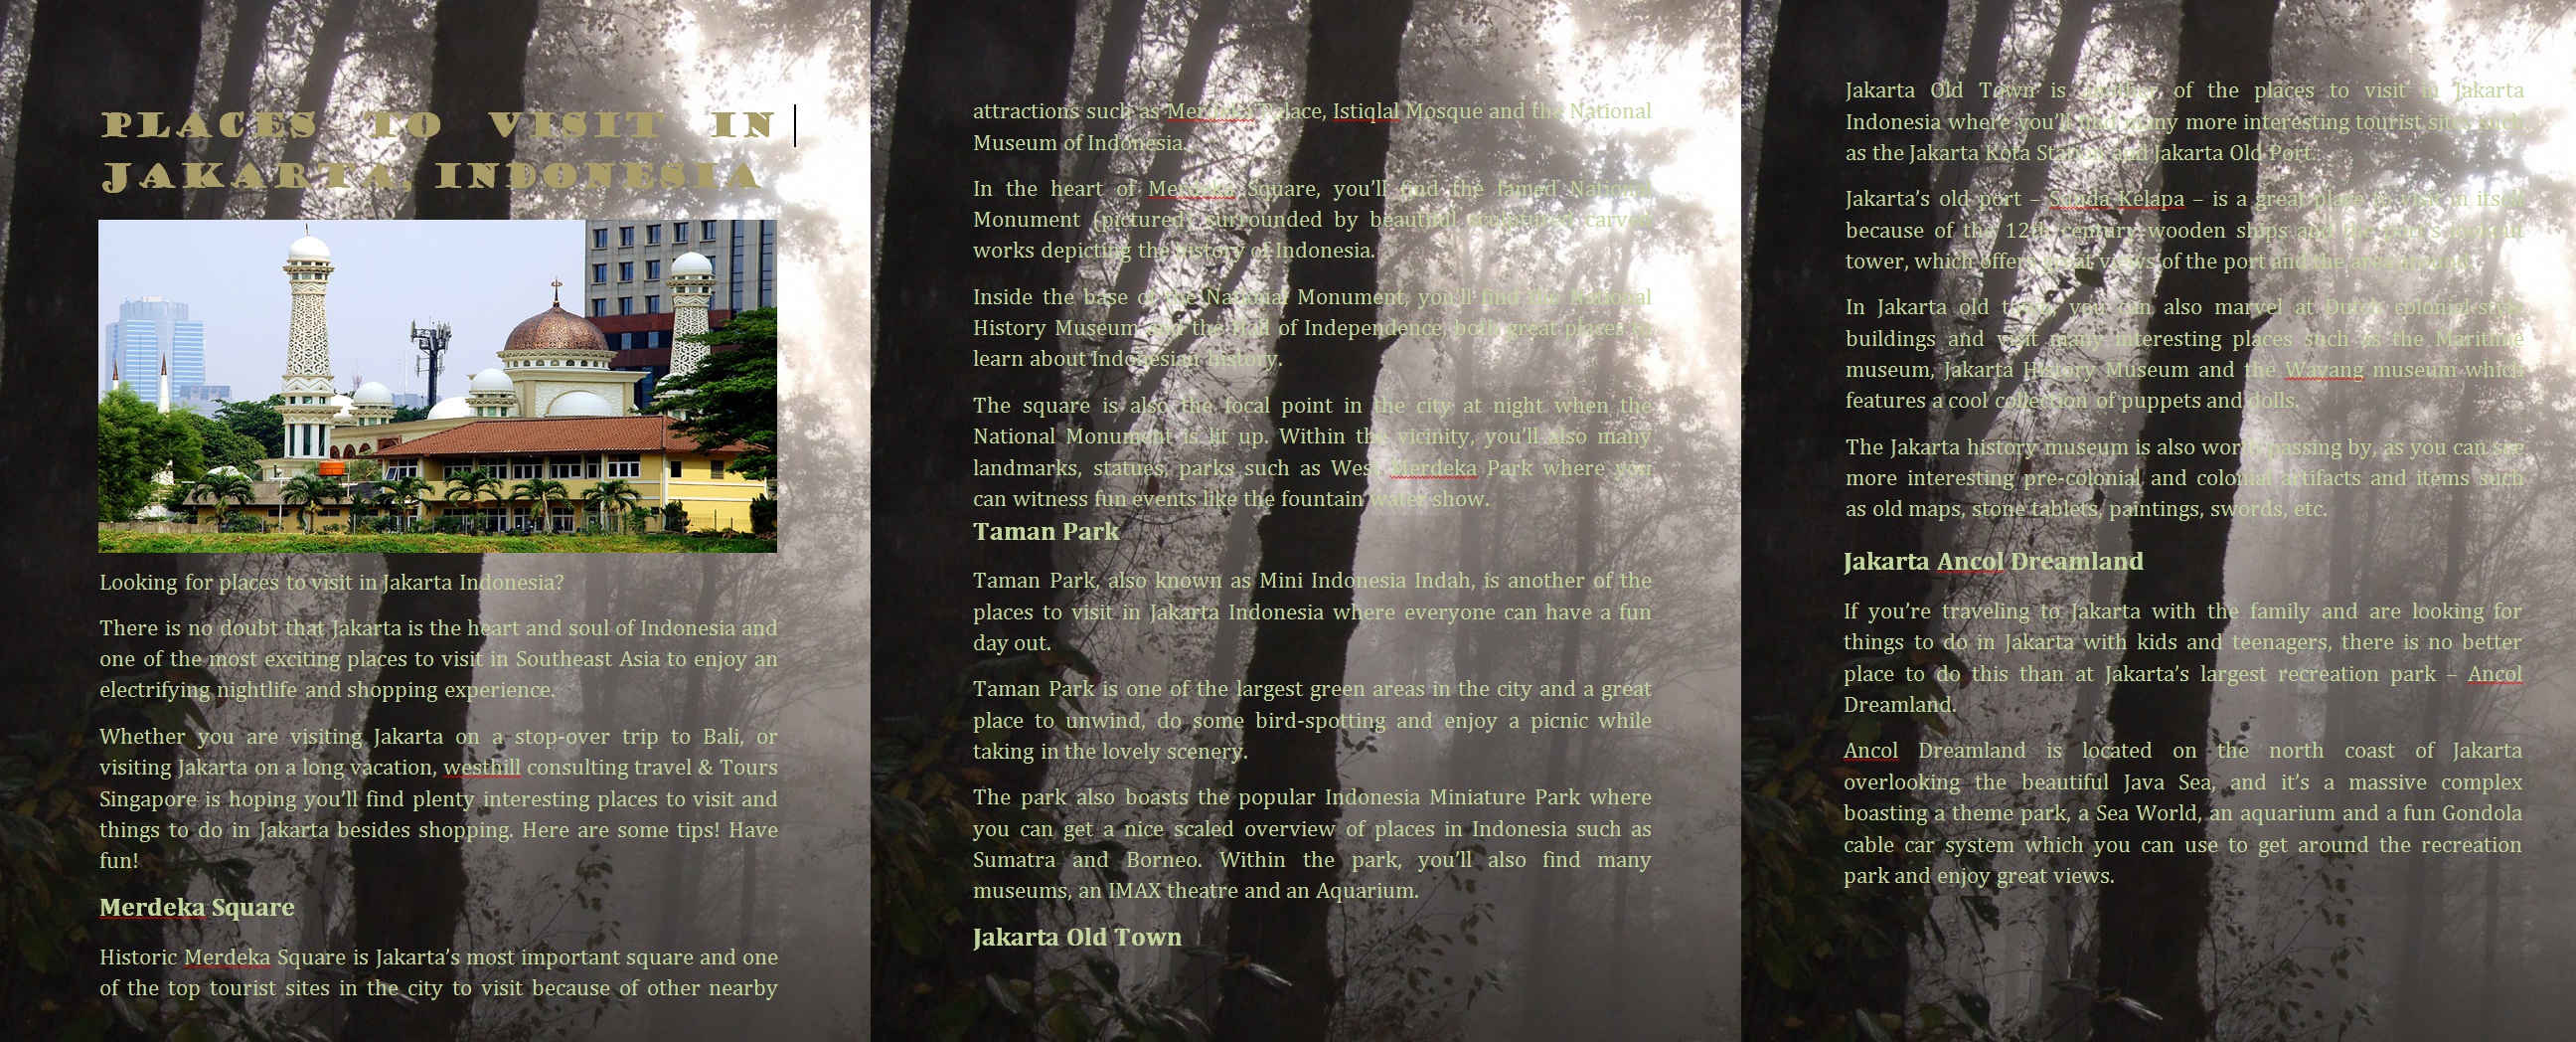 PLACES TO VISIT IN
JAKARTA, INDONESIA
Looking for places to visit in Jakarta Indonesia?
There is no doubt that Jakarta is the heart and soul of Indonesia and
one of the most exciting places to visit in Southeast Asia to enjoy an
electrifying nightlife and shopping experience.
Whether you are visiting Jakarta on a stop-over trip to Bali, or
visiting Jakarta on a long vacation, westhill consulting travel & Tours
Singapore is hoping you'll find plenty interesting places to visit and
things to do in Jakarta besides shopping. Here are some tips! Have
fun!
Merdeka Square
Historic Merdeka Square is Jakarta's most important square and one
of the top tourist sites in the city to visit because of other nearby
attractions such as Merdeka Palace, Istiqlal Mosque and the National
Museum of Indonesia.
In the heart of Merdeka Square, you'll find the famed National
Monument (pictured) surrounded by beautiful sculptured carved
works depicting the history of Indonesia.
Inside the base of the National Monument, you'll find the National
History Museum and the Hall of Independence, both great places to
learn about Indonesian history.
The square is also the focal point in the city at night when the
National Monument is lit up. Within the vicinity, you'll also many
landmarks, statues, parks such as West Merdeka Park where you
can witness fun events like the fountain water show.
Taman Park
Taman Park, also known as Mini Indonesia Indah, is another of the
places to visit in Jakarta Indonesia where everyone can have a fun
day out.
Taman Park is one of the largest green areas in the city and a great
place to unwind, do some bird-spotting and enjoy a picnic while
taking in the lovely scenery.
The park also boasts the popular Indonesia Miniature Park where
you can get a nice scaled overview of places in Indonesia such as
Sumatra and Borneo. Within the park, you'll also find many
museums, an IMAX theatre and an Aquarium.
Jakarta Old Town
Jakarta Old Town is another of the places to visit in Jakarta
Indonesia where you'll find many more interesting tourist sites such
as the Jakarta Kota Station and Jakarta Old Port.
Jakarta's old port – Sunda Kelapa – is a great place to visit in itself
because of the 12th century wooden ships and the port's lookout
tower, which offers great views of the port and the area around.
In Jakarta old town, you can also marvel at Dutch colonial-style
buildings and visit many interesting places such as the Maritime
museum, Jakarta History Museum and the Wayang museum which
features a cool collection of puppets and dolls.
The Jakarta history museum is also worth passing by, as you can see
more interesting pre-colonial and colonial artifacts and items such
as old maps, stone tablets, paintings, swords, etc.
Jakarta Ancol Dreamland
If you're traveling to Jakarta with the family and are looking for
things to do in Jakarta with kids and teenagers, there is no better
place to do this than at Jakarta's largest recreation park – Ancol
Dreamland.
Ancol Dreamland is located on the north coast of Jakarta
overlooking the beautiful Java Sea, and it's a massive complex
boasting a theme park, a Sea World, an aquarium and a fun Gondola
cable car system which you can use to get around the recreation
park and enjoy great views.